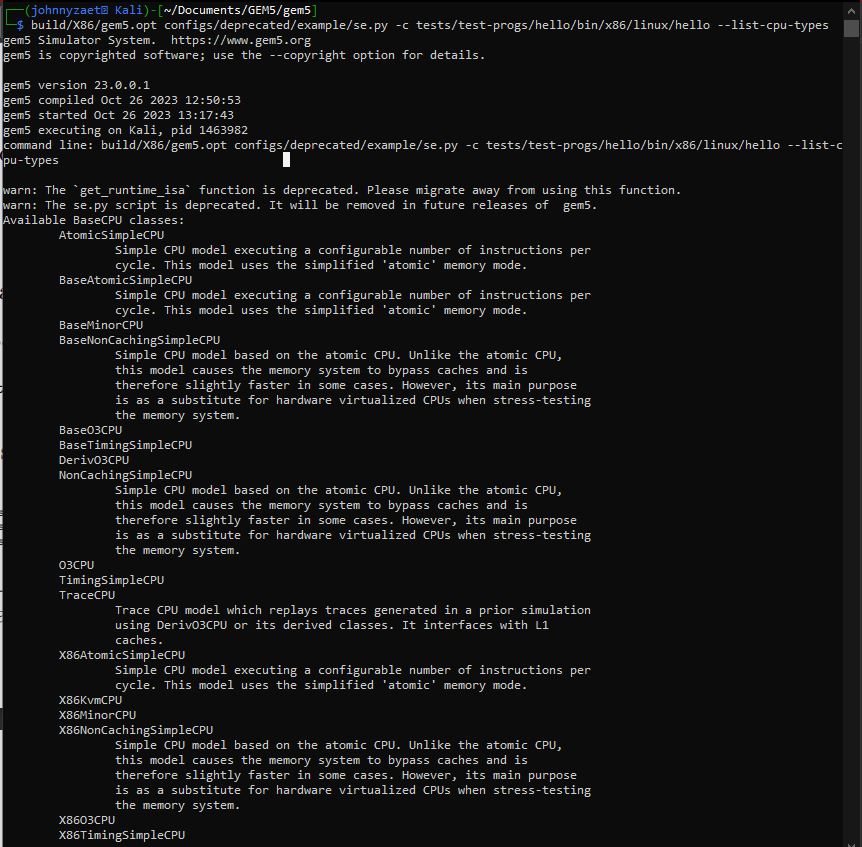 ┌──(johnnyzaet㉿ Kali)-[~/Documents/GEM5/gem5]
└─$ build/X86/gem5.opt configs/deprecated/example/se.py -c tests/test-progs/hello/bin/x86/linux/hello --list-cpu-types
gem5 Simulator System.  https://www.gem5.org
gem5 is copyrighted software; use the --copyright option for details.

gem5 version 23.0.0.1
gem5 compiled Oct 26 2023 12:50:53
gem5 started Oct 26 2023 13:17:43
gem5 executing on Kali, pid 1463982
command line: build/X86/gem5.opt configs/deprecated/example/se.py -c tests/test-progs/hello/bin/x86/linux/hello --list-c
pu-types

warn: The `get_runtime_isa` function is deprecated. Please migrate away from using this function.
warn: The se.py script is deprecated. It will be removed in future releases of  gem5.
Available BaseCPU classes:
        AtomicSimpleCPU
                Simple CPU model executing a configurable number of instructions per
                cycle. This model uses the simplified 'atomic' memory mode.
        BaseAtomicSimpleCPU
                Simple CPU model executing a configurable number of instructions per
                cycle. This model uses the simplified 'atomic' memory mode.
        BaseMinorCPU
        BaseNonCachingSimpleCPU
                Simple CPU model based on the atomic CPU. Unlike the atomic CPU,
                this model causes the memory system to bypass caches and is
                therefore slightly faster in some cases. However, its main purpose
                is as a substitute for hardware virtualized CPUs when stress-testing
                the memory system.
        BaseO3CPU
        BaseTimingSimpleCPU
        DerivO3CPU
        NonCachingSimpleCPU
                Simple CPU model based on the atomic CPU. Unlike the atomic CPU,
                this model causes the memory system to bypass caches and is
                therefore slightly faster in some cases. However, its main purpose
                is as a substitute for hardware virtualized CPUs when stress-testing
                the memory system.
        O3CPU
        TimingSimpleCPU
        TraceCPU
                Trace CPU model which replays traces generated in a prior simulation
                using DerivO3CPU or its derived classes. It interfaces with L1
                caches.
        X86AtomicSimpleCPU
                Simple CPU model executing a configurable number of instructions per
                cycle. This model uses the simplified 'atomic' memory mode.
        X86KvmCPU
        X86MinorCPU
        X86NonCachingSimpleCPU
                Simple CPU model based on the atomic CPU. Unlike the atomic CPU,
                this model causes the memory system to bypass caches and is
                therefore slightly faster in some cases. However, its main purpose
                is as a substitute for hardware virtualized CPUs when stress-testing
                the memory system.
        X86O3CPU
        X86TimingSimpleCPU